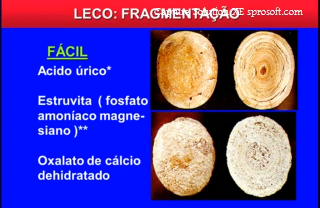 LECO: FRAGMENTAÇÃO
sprosoft.com
FÁCIL
Acido úrico*
Estruvita ( fosfato
amoníaco magne-
siano )**
Oxalato de cálcio
dehidratado